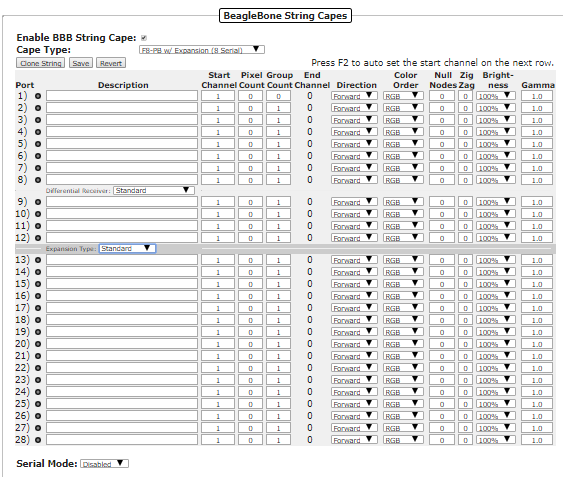 BeagleBone String Capes
Enable BBB String Cape:
Cape Type: F8-PB w/ Expansion (8 Serial)
Clone String Save Revert Press F2 to auto set the start channel on the next row.
Start Pixel Group End Color Null Zig Bright-
Port Description Channel Count Count Channel Direction Order Nodes Zag ness Gamma
1) 1 0 0 0 Forward RGB 0 0 100% 1.0
2) 1 0 1 0 Forward RGB 0 0 100% 1.0
3) 1 0 1 0 Forward RGB 0 0 100% 1.0
4) 1 0 1 0 Forward RGB 0 0 100% 1.0
5) 1 0 1 0 Forward RGB 0 0 100% 1.0
6) 1 0 1 0 Forward RGB 0 0 100% 1.0
7) 1 0 1 0 Forward RGB 0 0 100% 1.0
8) 1 0 1 0 Forward RGB 0 0 100% 1.0
Differential Receiver: Standard
9) 1 0 1 0 Forward RGB 0 0 100% 1.0
10) 1 0 1 0 Forward RGB 0 0 100% 1.0
11) 1 0 1 0 Forward RGB 0 0 100% 1.0
12) 1 0 1 0 Forward RGB 0 0 100% 1.0
Expansion Type: Standard
13) 1 0 1 0 Forward RGB 0 0 100% 1.0
14) 1 0 1 0 Forward RGB 0 0 100% 1.0
15) 1 0 1 0 Forward RGB 0 0 100% 1.0
16) 1 0 1 0 Forward RGB 0 0 100% 1.0
17) 1 0 1 0 Forward RGB 0 0 100% 1.0
18) 1 0 1 0 Forward RGB 0 0 100% 1.0
19) 1 0 1 0 Forward RGB 0 0 100% 1.0
20) 1 0 1 0 Forward RGB 0 0 100% 1.0
21) 1 0 1 0 Forward RGB 0 0 100% 1.0
22) 1 0 1 0 Forward RGB 0 0 100% 1.0
23) 1 0 1 0 Forward RGB 0 0 100% 1.0
24) 1 0 1 0 Forward RGB 0 0 100% 1.0
25) 1 0 1 0 Forward RGB 0 0 100% 1.0
26) 1 0 1 0 Forward RGB 0 0 100% 1.0
27) 1 0 1 0 Forward RGB 0 0 100% 1.0
28) 1 0 1 0 Forward RGB 0 0 100% 1.0
Serial Mode: Disabled